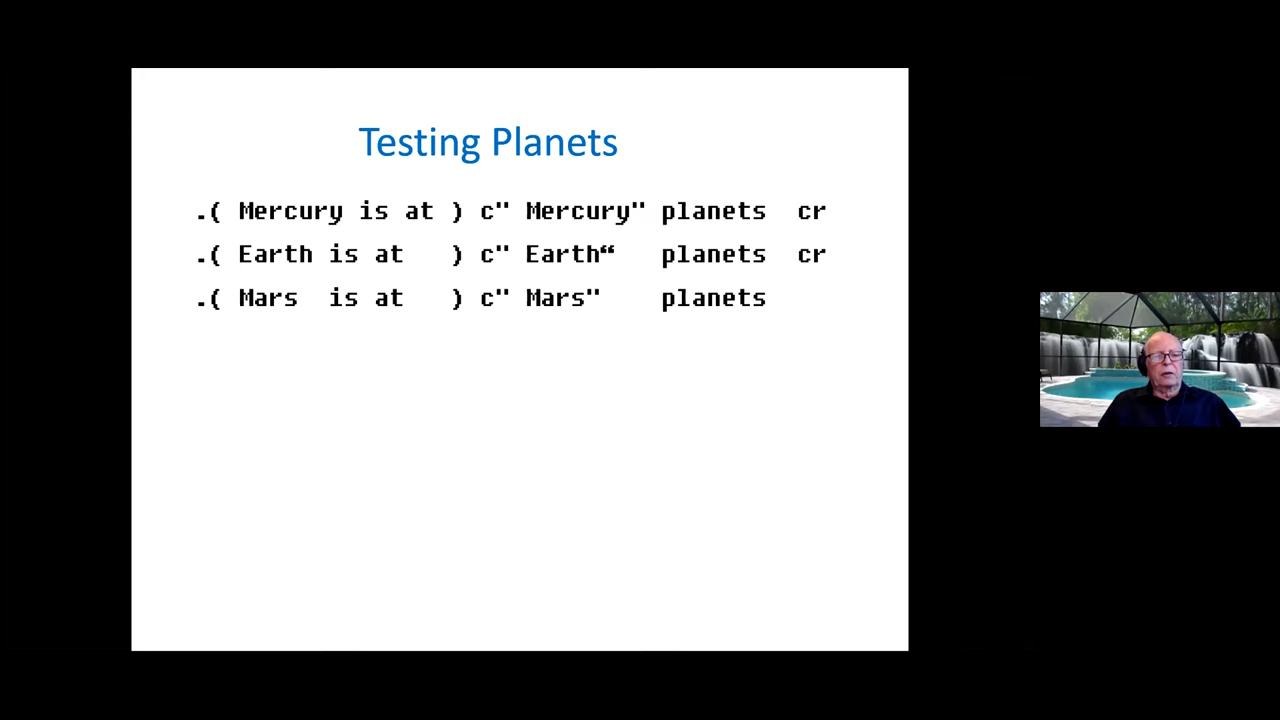 Testing Planets
.( Mercury is at ) c" Mercury" planets  cr
.( Earth is at   ) c" Earth“   planets  cr
.( Mars  is at   ) c" Mars"    planets